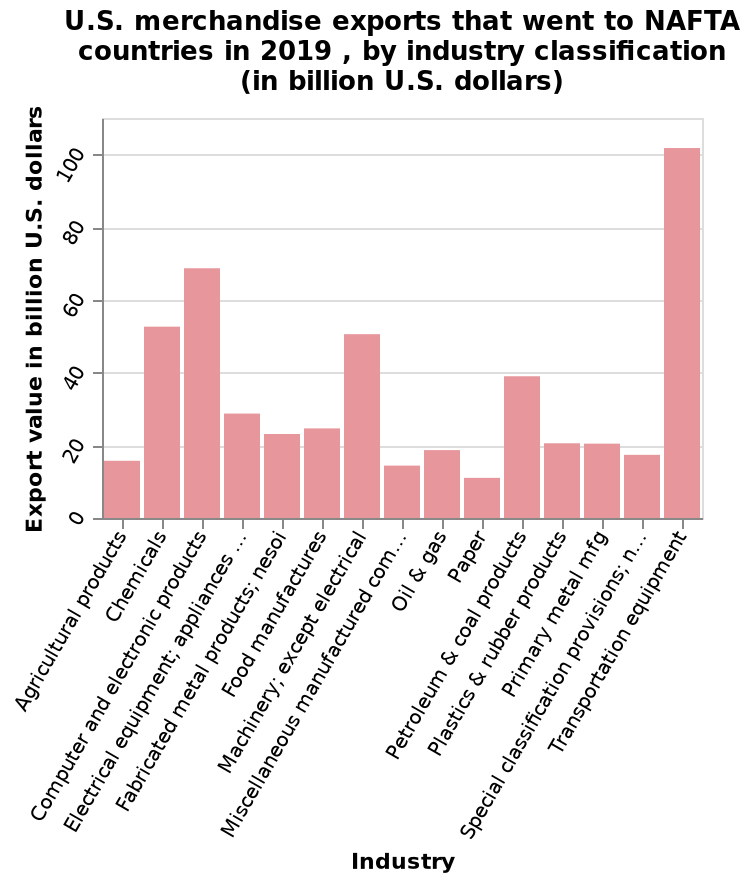 U.S. merchandise exports that went to NAFTA
countries in 2019 , by industry classification
(in billion U.S. dollars)
Export value in billion U.S. dollars
100
80
60
40
20
0
Agricultural products
Chemicals
Computer and electronic products
Electrical equipment; appliances ...
Fabricated metal products; nesoi
Food manufactures
Machinery; except electrical
Miscellaneous manufactured com...
Oil & gas
Paper
Petroleum & coal products
Plastics & rubber products
Primary metal mfg
Special classification provisions; n...
Transportation equipment
Industry